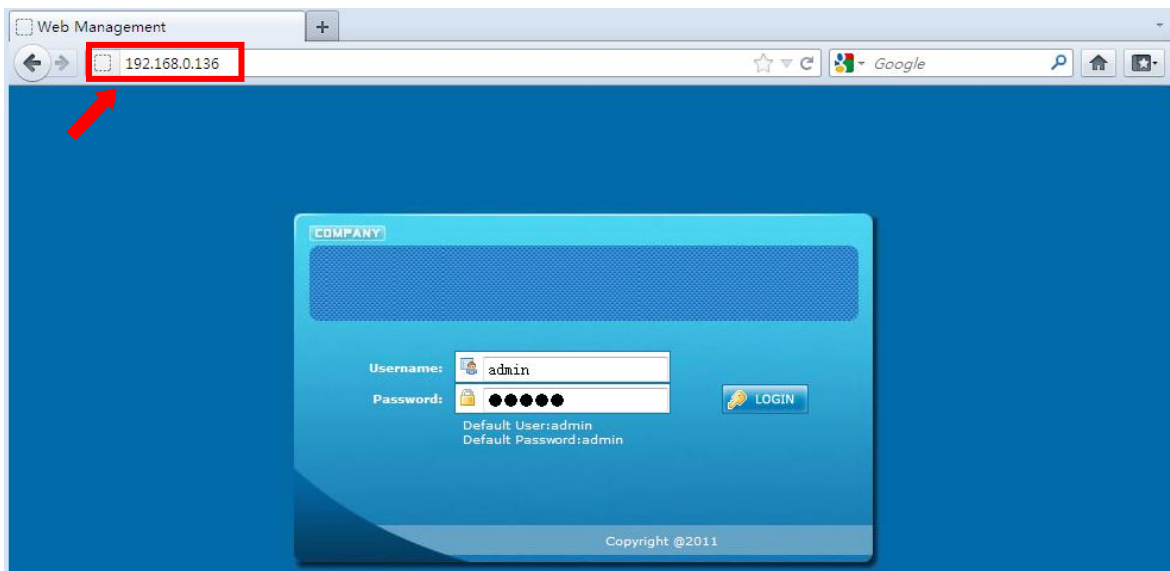 Web Management
192.168.0.136
Google
COMPANY
Username: admin
Password: ●●●●●
LOGIN
Default User:admin
Default Password:admin
Copyright @2011